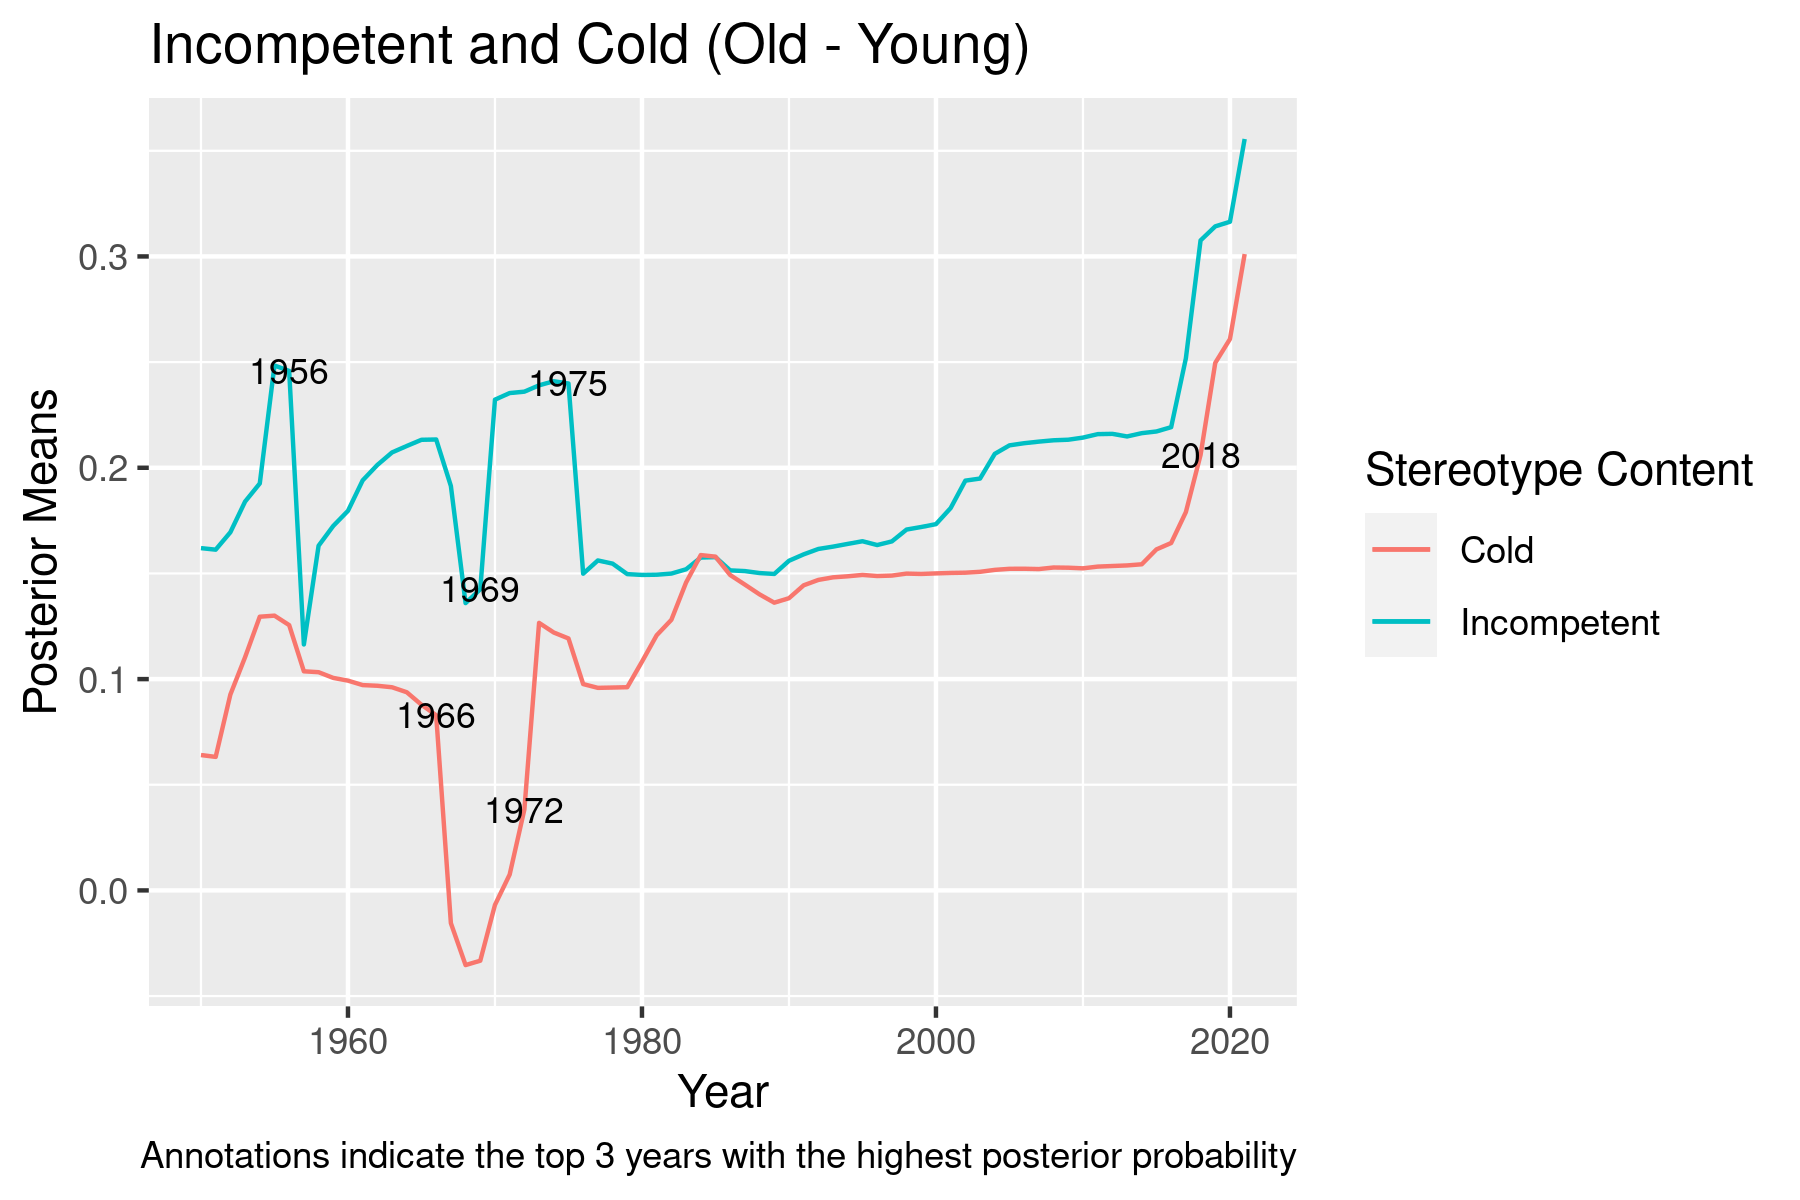 Incompetent and Cold (Old - Young)
Posterior Means
0.3
0.2
0.1
0.0
1956
1975
2018
1969
1966
1972
1960
1980
2000
2020
Year
Stereotype Content
Cold
Incompetent
Annotations indicate the top 3 years with the highest posterior probability